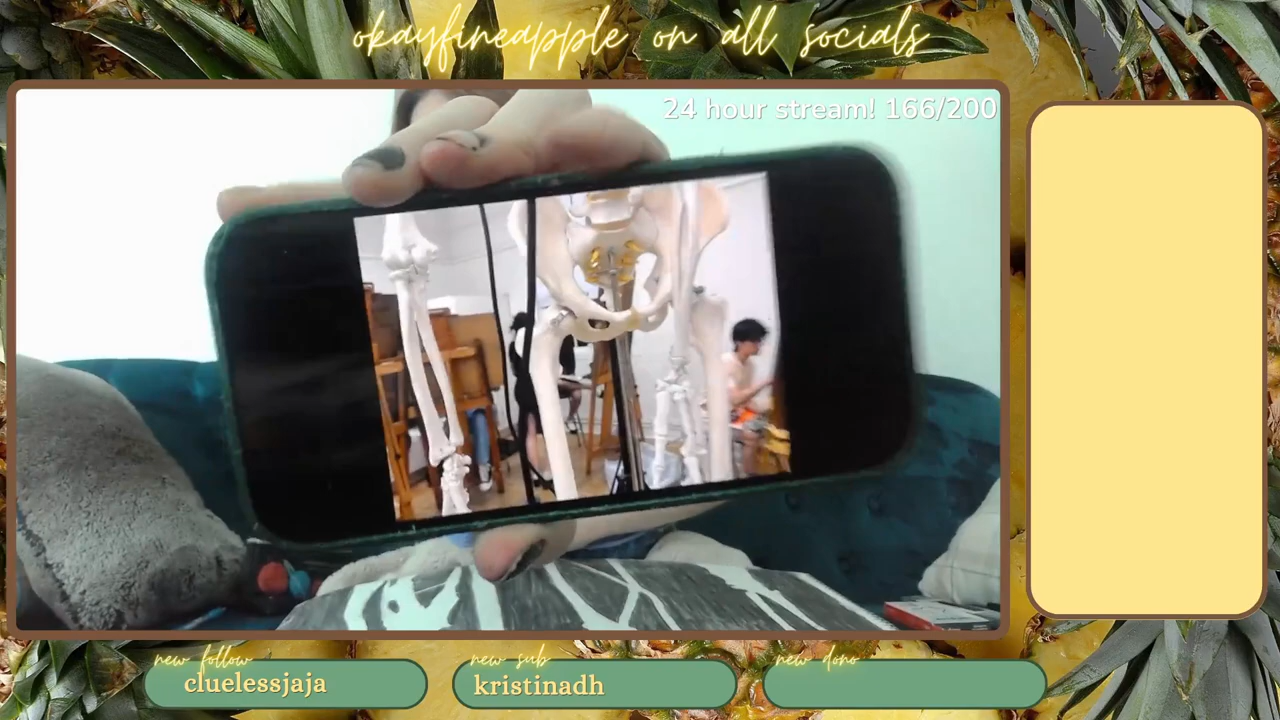 okayfineapple on all socials
24 hour stream! 166/200
new follow
cluelessjaja
new sub
kristinadh
new dono